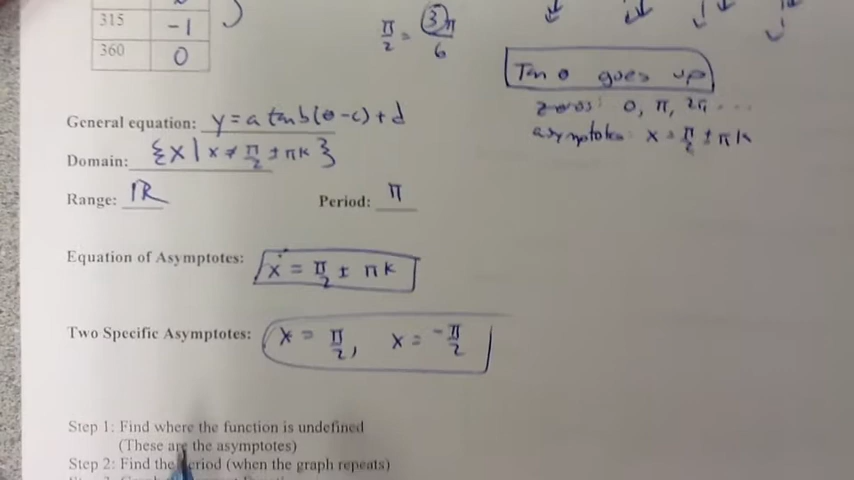 315 -1
360 0
π/2 = 3π/6
Tan θ goes up
zeros: 0, π, 2π ...
asymptotes: x = π/2 ± πk
General equation: y = a tan b(θ-c) + d
Domain: {x | x ≠ π/2 ± πk}
Range: ℝ Period: π
Equation of Asymptotes: x = π/2 ± πk
Two Specific Asymptotes: x = π/2, x = -π/2
Step 1: Find where the function is undefined
(These are the asymptotes)
Step 2: Find the period (when the graph repeats)